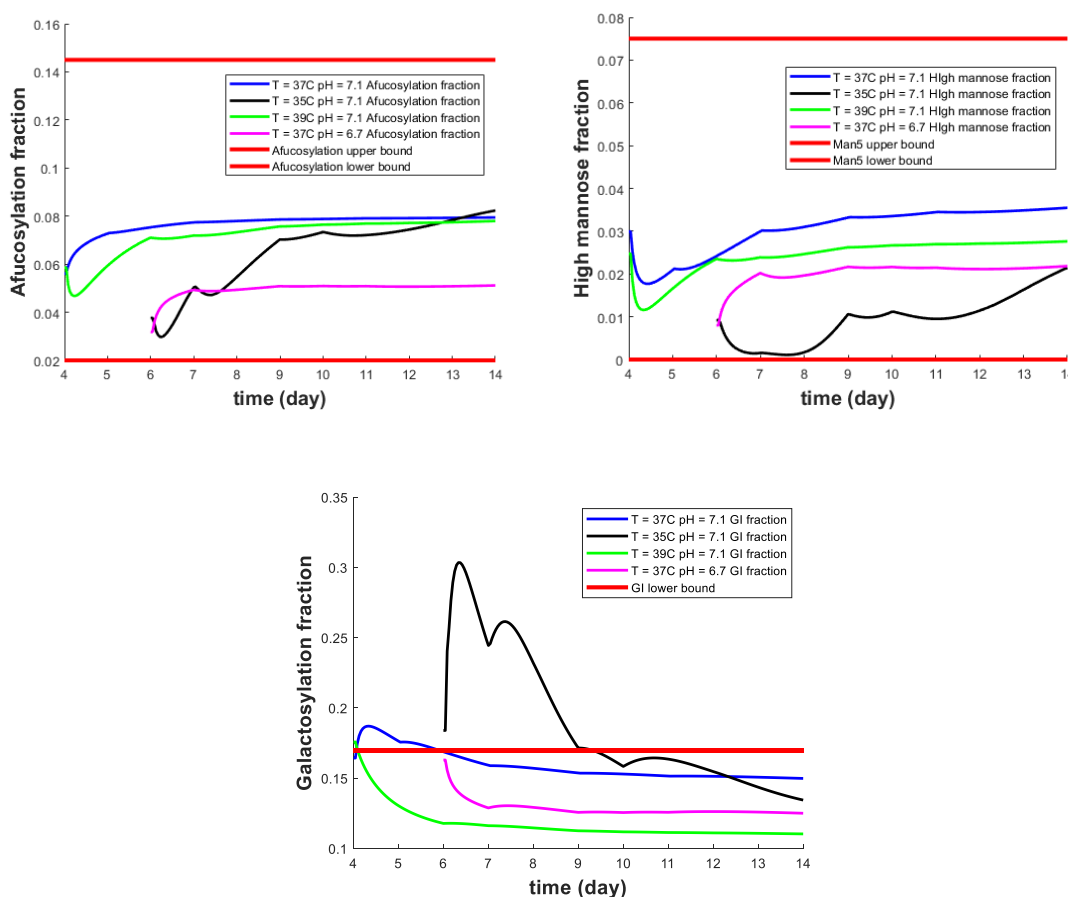 0.16
0.14
0.12
0.1
0.08
0.06
0.04
0.02
Afucosylation fraction
T = 37C pH = 7.1 Afucosylation fraction
T = 35C pH = 7.1 Afucosylation fraction
T = 39C pH = 7.1 Afucosylation fraction
T = 37C pH = 6.7 Afucosylation fraction
Afucosylation upper bound
Afucosylation lower bound
4 5 6 7 8 9 10 11 12 13 14
time (day)
0.08
0.07
0.06
0.05
0.04
0.03
0.02
0.01
0
High mannose fraction
T = 37C pH = 7.1 HIgh mannose fraction
T = 35C pH = 7.1 HIgh mannose fraction
T = 39C pH = 7.1 HIgh mannose fraction
T = 37C pH = 6.7 HIgh mannose fraction
Man5 upper bound
Man5 lower bound
4 5 6 7 8 9 10 11 12 13 14
time (day)
0.35
0.3
0.25
0.2
0.15
0.1
Galactosylation fraction
T = 37C pH = 7.1 GI fraction
T = 35C pH = 7.1 GI fraction
T = 39C pH = 7.1 GI fraction
T = 37C pH = 6.7 GI fraction
GI lower bound
4 5 6 7 8 9 10 11 12 13 14
time (day)